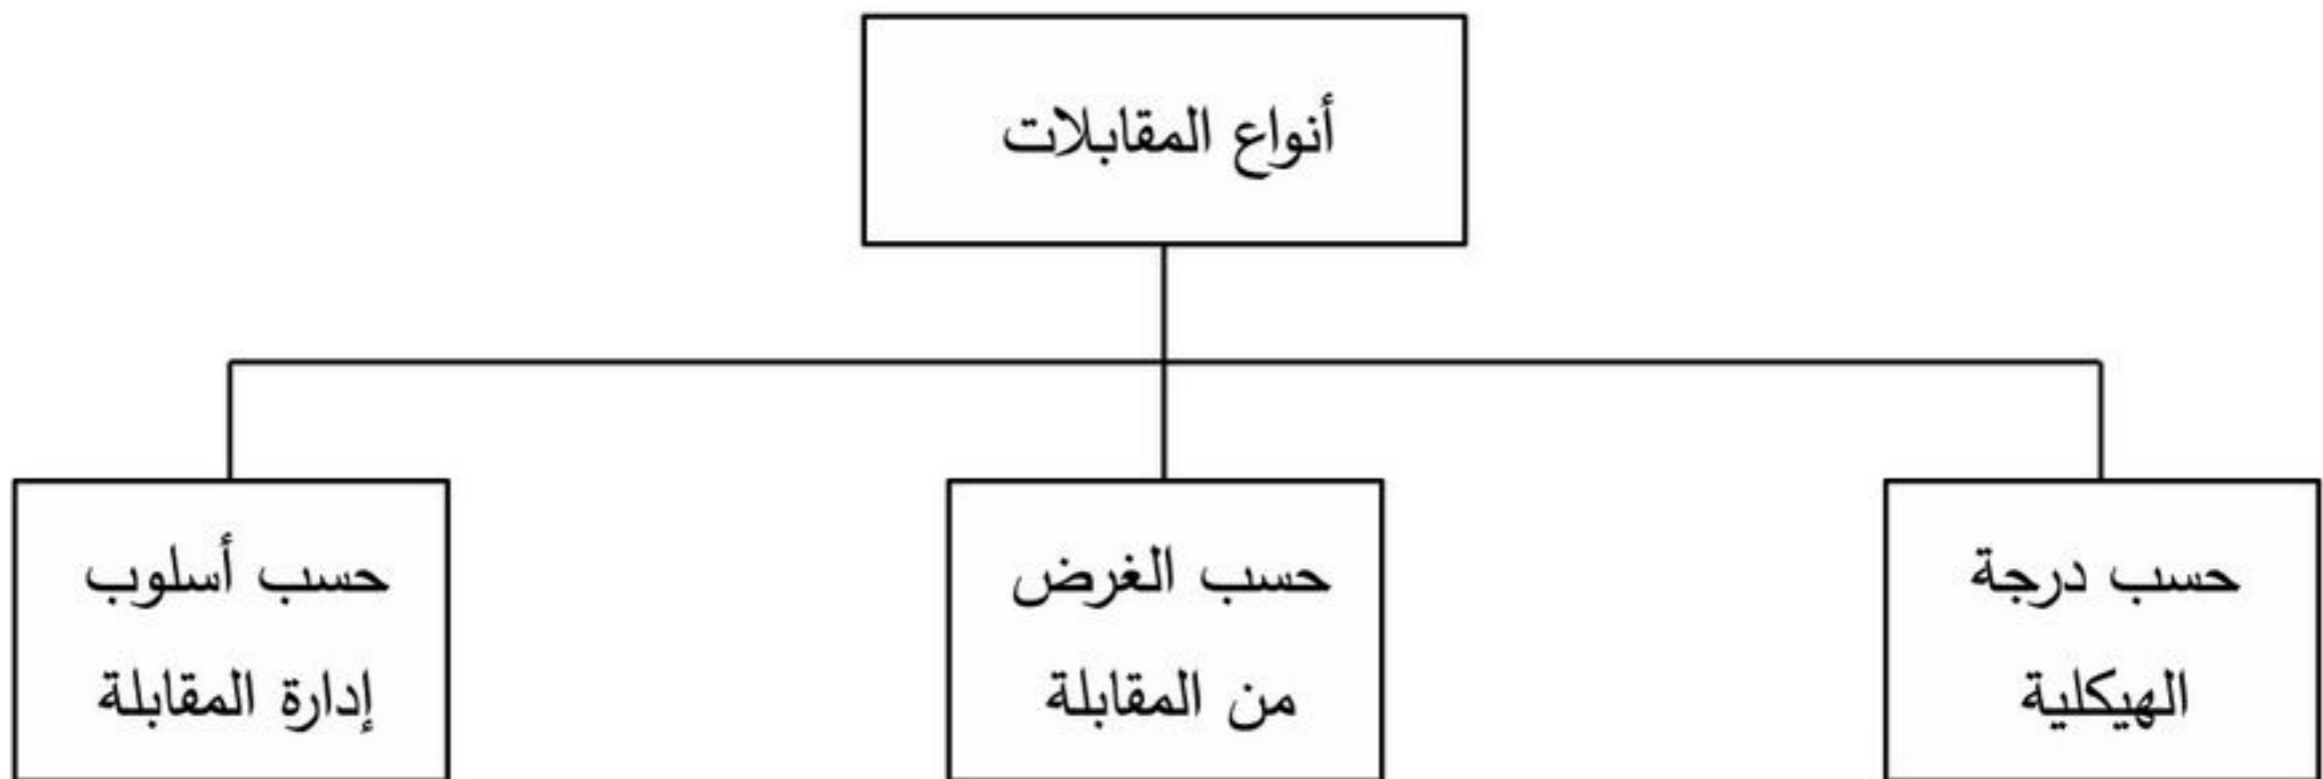 أنواع المقابلات
حسب درجة
الهيكلية
حسب الغرض
من المقابلة
حسب أسلوب
إدارة المقابلة